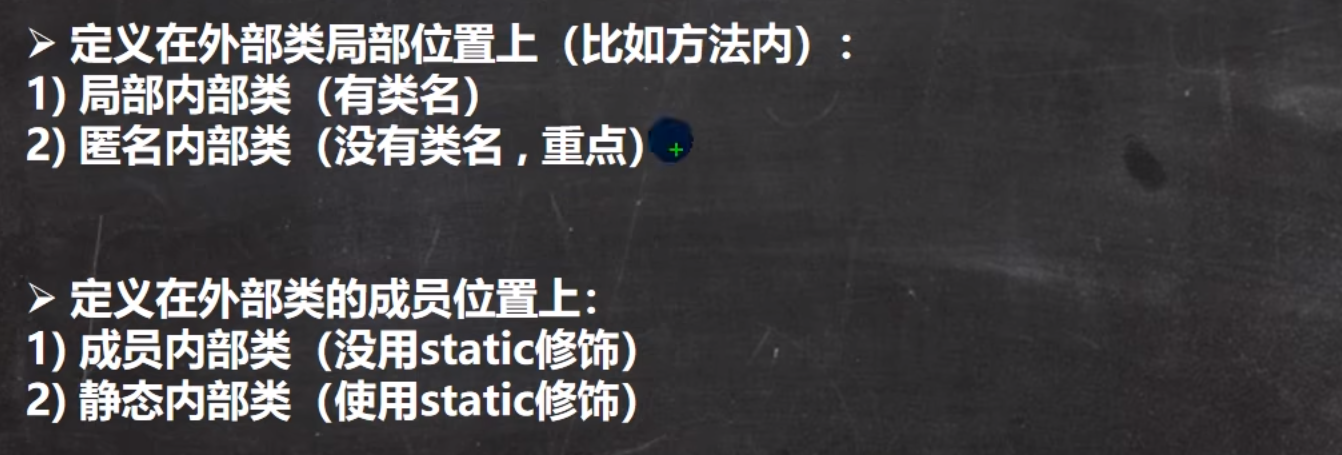 ➢ 定义在外部类局部位置上（比如方法内）：
1) 局部内部类（有类名）
2) 匿名内部类（没有类名，重点）
➢ 定义在外部类的成员位置上：
1) 成员内部类（没用static修饰）
2) 静态内部类（使用static修饰）